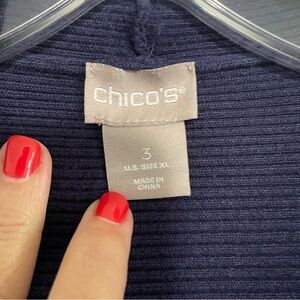 chico's®
3
U.S. SIZE XL
MADE IN
CHINA